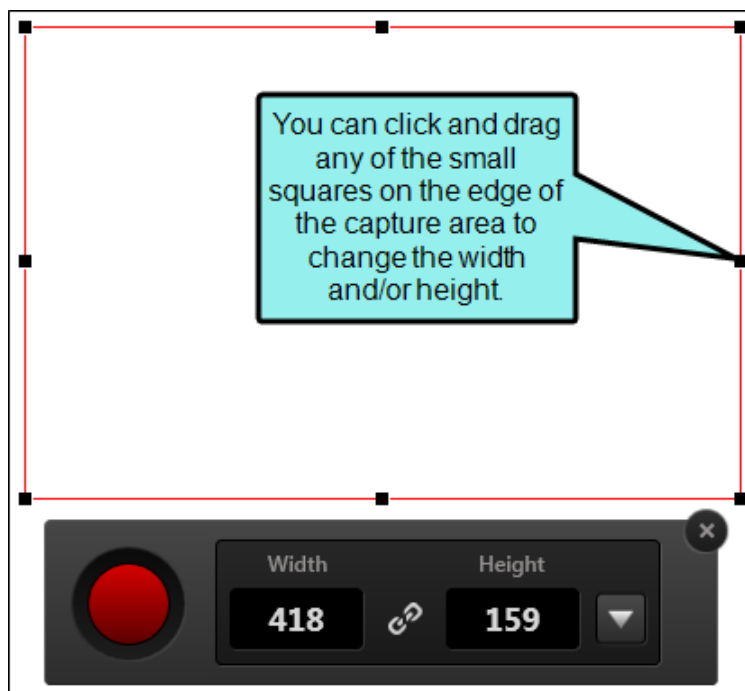 You can click and drag
any of the small
squares on the edge of
the capture area to
change the width
and/or height.
Width Height
418 159